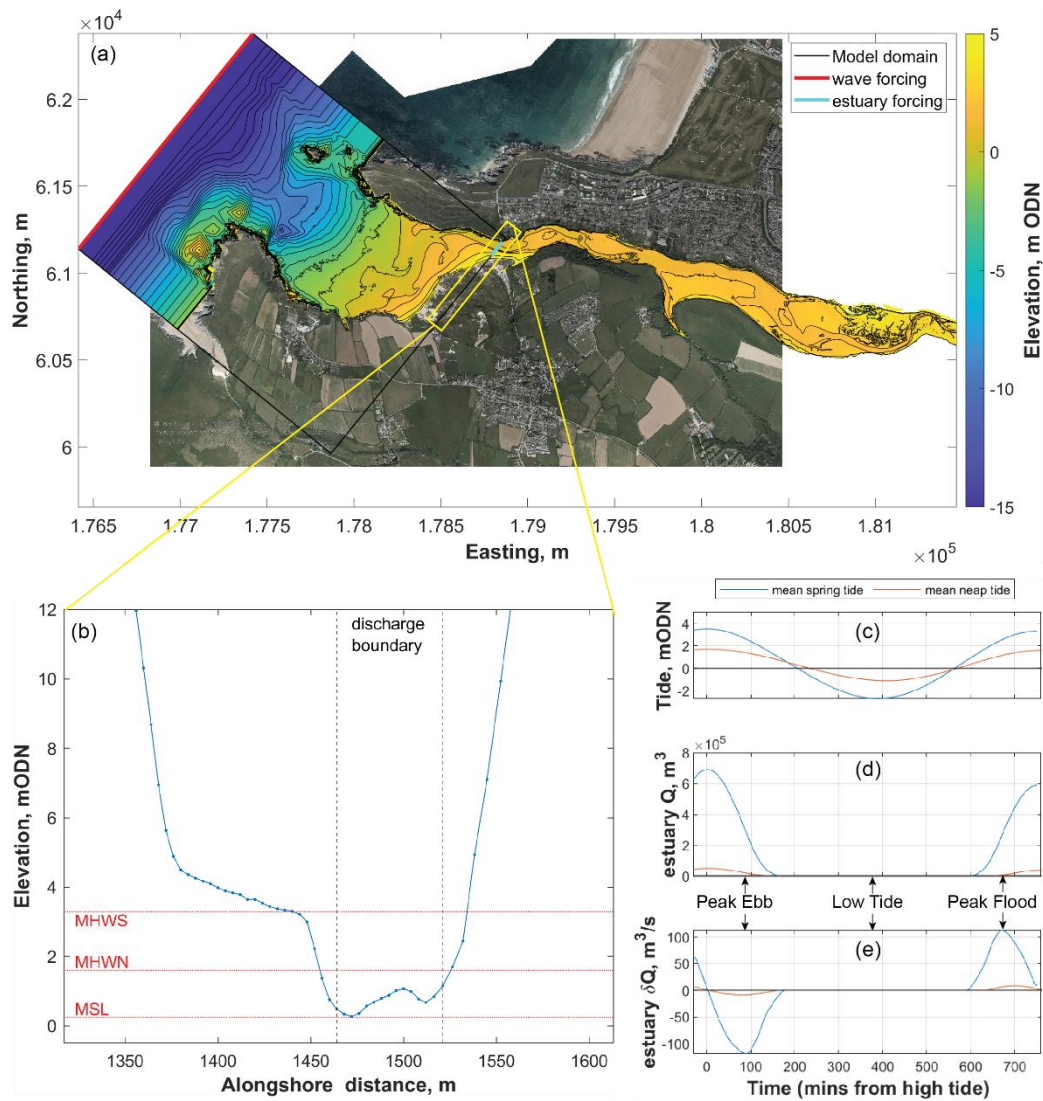 ×10⁴
(a)
Model domain
wave forcing
estuary forcing
6.2
6.15
6.1
6.05
6
Northing, m
1.765
1.77
1.775
1.78
1.785
1.79
1.795
1.8
1.805
1.81
Easting, m
×10⁵
5
0
-5
-10
-15
Elevation, m ODN
(b)
discharge
boundary
12
10
8
6
4
2
0
Elevation, mODN
MHWS
MHWN
MSL
1350
1400
1450
1500
1550
1600
Alongshore distance, m
mean spring tide
mean neap tide
(c)
4
2
0
-2
Tide, mODN
×10⁵
(d)
8
6
4
2
0
estuary Q, m³
Peak Ebb
Low Tide
Peak Flood
(e)
100
50
0
-50
-100
estuary δQ, m³/s
0
100
200
300
400
500
600
700
Time (mins from high tide)